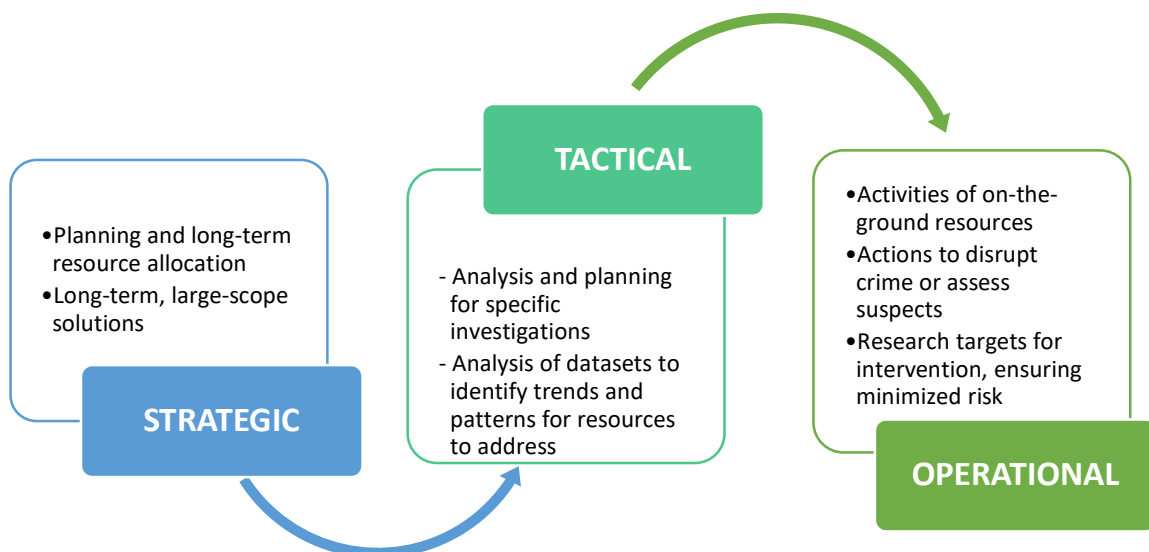 •Planning and long-term
resource allocation
•Long-term, large-scope
solutions
STRATEGIC
TACTICAL
- Analysis and planning
for specific
investigations
- Analysis of datasets to
identify trends and
patterns for resources
to address
•Activities of on-the-
ground resources
•Actions to disrupt
crime or assess
suspects
•Research targets for
intervention, ensuring
minimized risk
OPERATIONAL